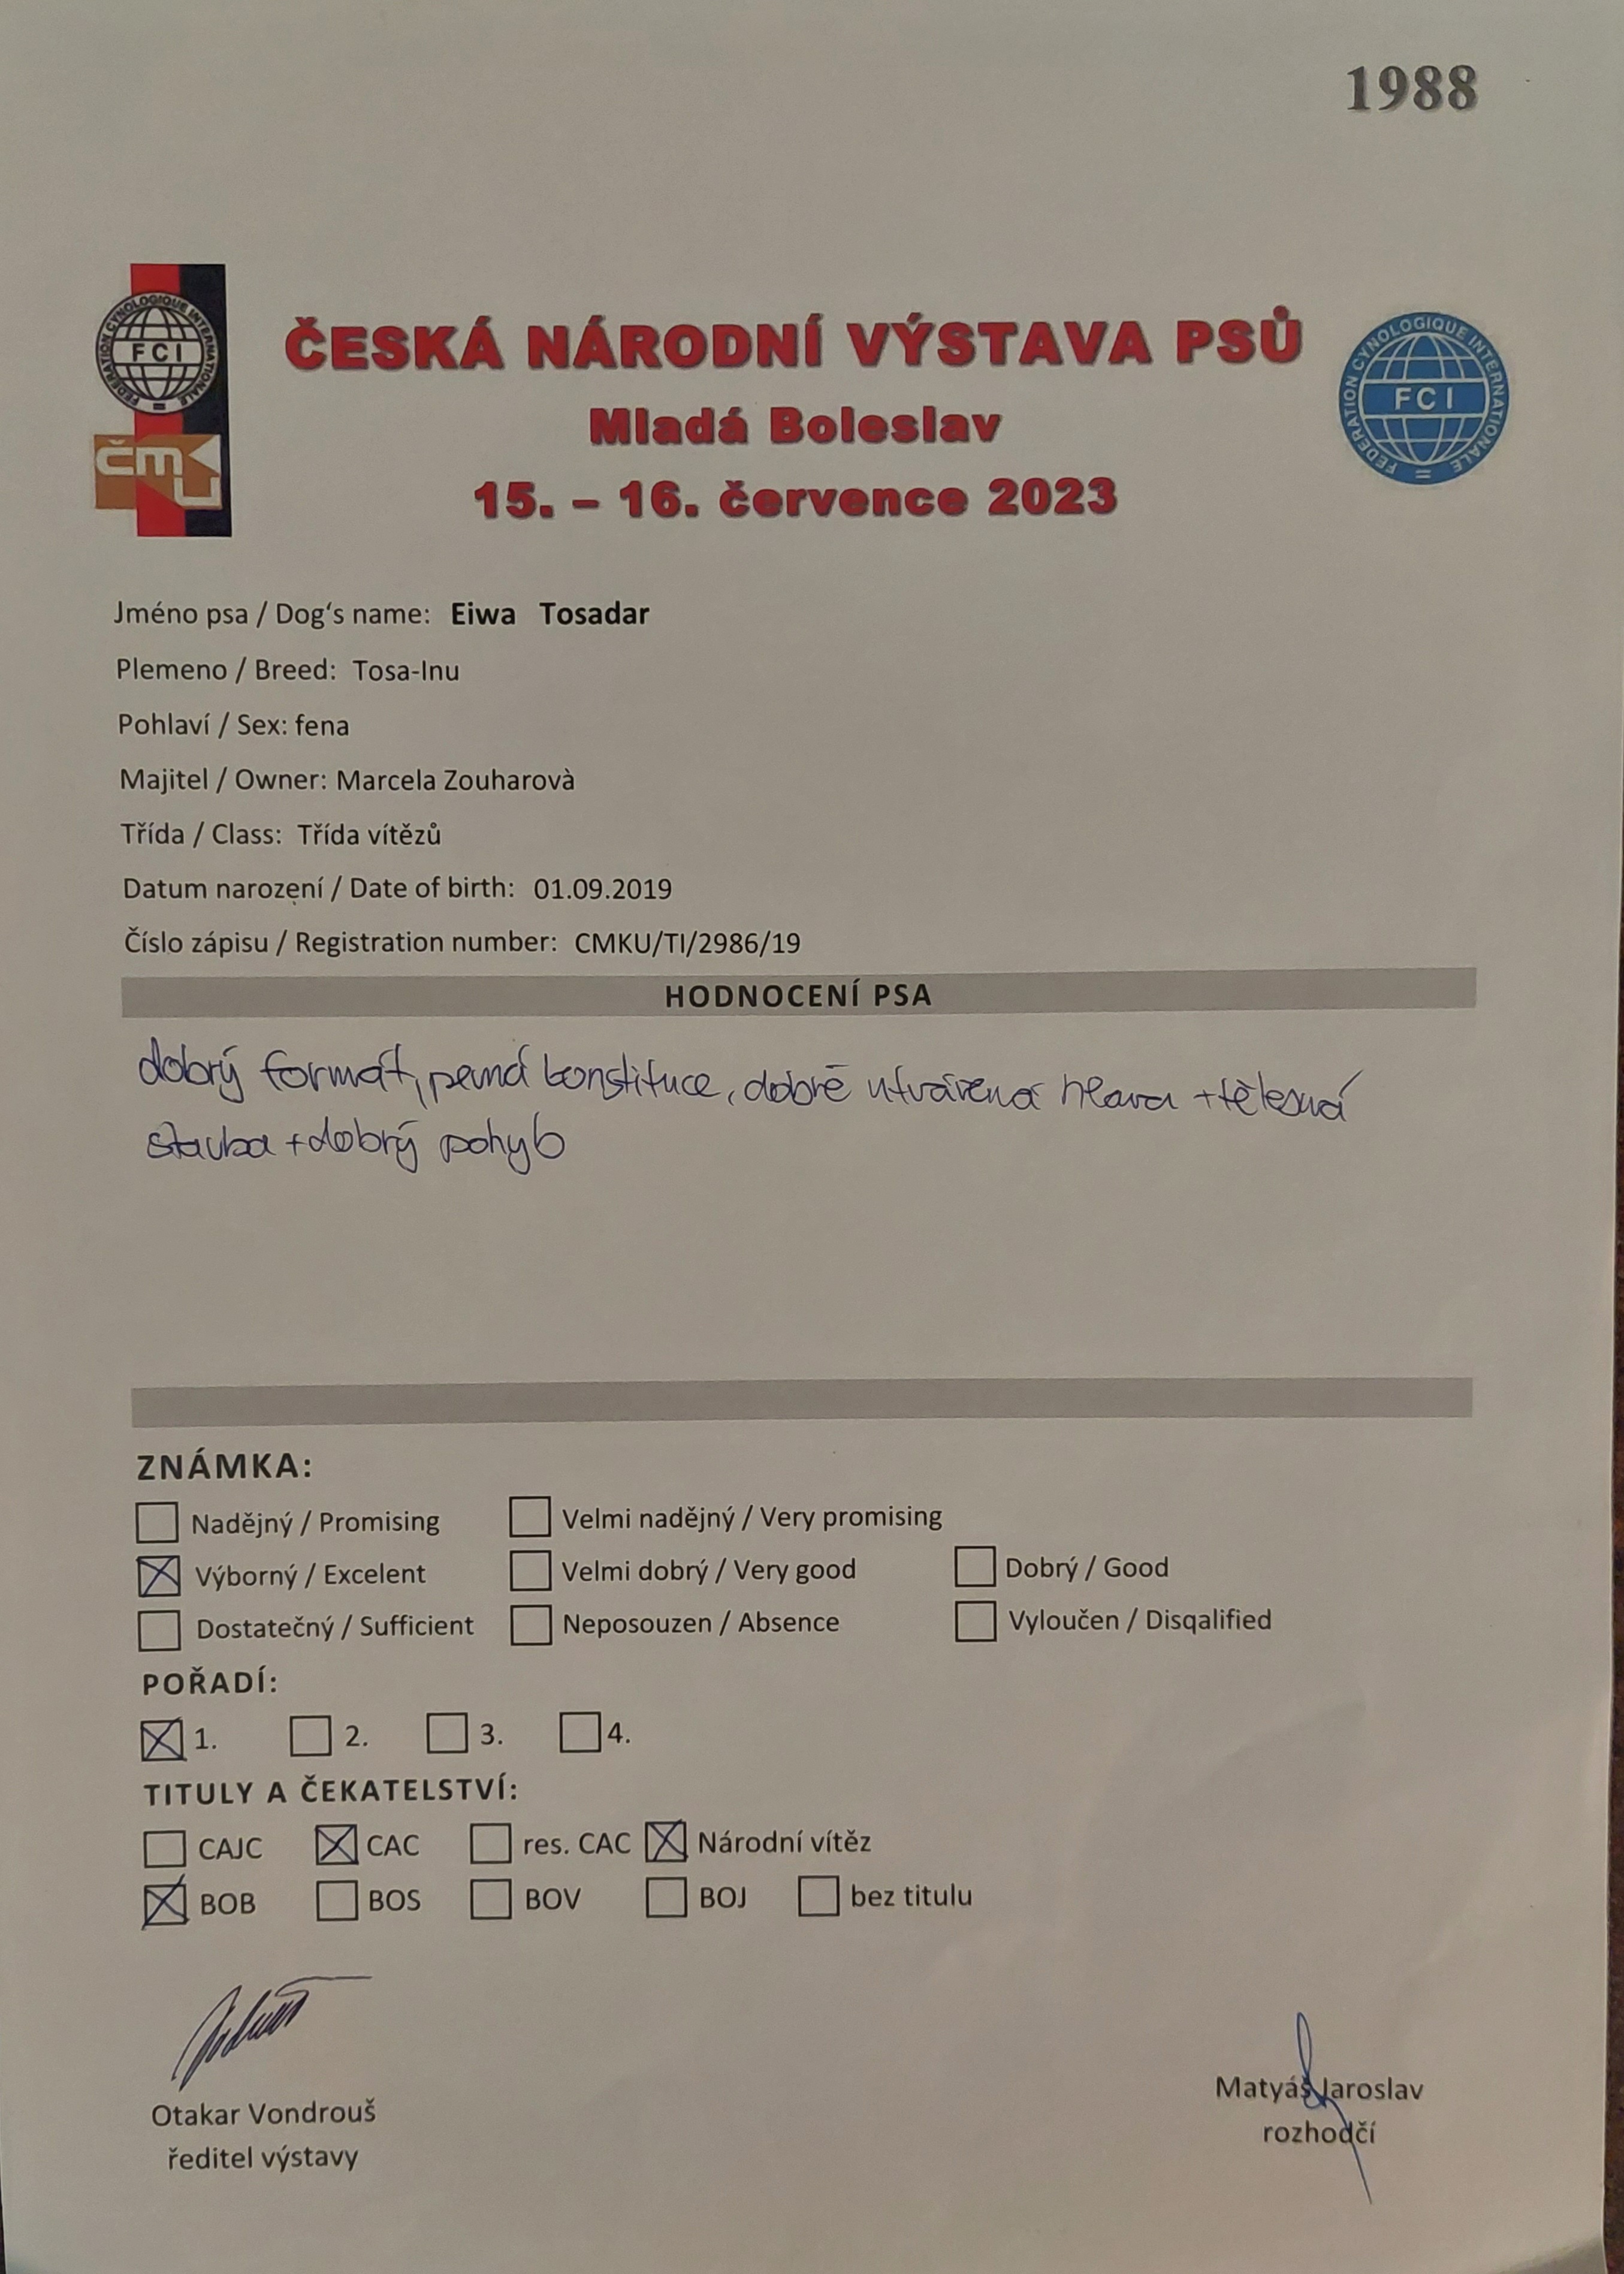 1988
FEDERATION CYNOLOGIQUE INTERNATIONALE
FCI
čmku
ČESKÁ NÁRODNÍ VÝSTAVA PSŮ
Mladá Boleslav
15. – 16. července 2023
FEDERATION CYNOLOGIQUE INTERNATIONALE
FCI
Jméno psa / Dog‘s name: Eiwa Tosadar
Plemeno / Breed: Tosa-Inu
Pohlaví / Sex: fena
Majitel / Owner: Marcela Zouharovà
Třída / Class: Třída vítězů
Datum narození / Date of birth: 01.09.2019
Číslo zápisu / Registration number: CMKU/TI/2986/19
HODNOCENÍ PSA
dobrý formát, pevná konstituce, dobře utvářená hlava + tělesná
stavba + dobrý pohyb
ZNÁMKA:
Nadějný / Promising Velmi nadějný / Very promising
Výborný / Excelent Velmi dobrý / Very good Dobrý / Good
Dostatečný / Sufficient Neposouzen / Absence Vyloučen / Disqalified
POŘADÍ:
1. 2. 3. 4.
TITULY A ČEKATELSTVÍ:
CAJC CAC res. CAC Národní vítěz
BOB BOS BOV BOJ bez titulu
Otakar Vondrouš
ředitel výstavy
Matyáš Jaroslav
rozhodčí